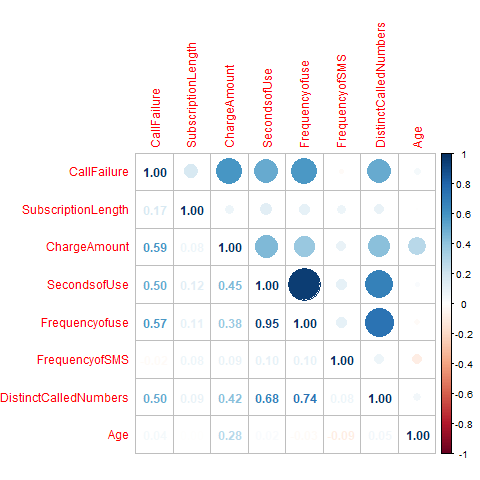 CallFailure
SubscriptionLength
ChargeAmount
SecondsofUse
Frequencyofuse
FrequencyofSMS
DistinctCalledNumbers
Age
CallFailure 1.00
SubscriptionLength 0.17 1.00
ChargeAmount 0.59 0.08 1.00
SecondsofUse 0.50 0.12 0.45 1.00
Frequencyofuse 0.57 0.11 0.38 0.95 1.00
FrequencyofSMS 0.08 0.09 0.10 0.10 1.00
DistinctCalledNumbers 0.50 0.09 0.42 0.68 0.74 0.08 1.00
Age 0.04 0.28 -0.09 0.05 1.00
1
0.8
0.6
0.4
0.2
0
-0.2
-0.4
-0.6
-0.8
-1